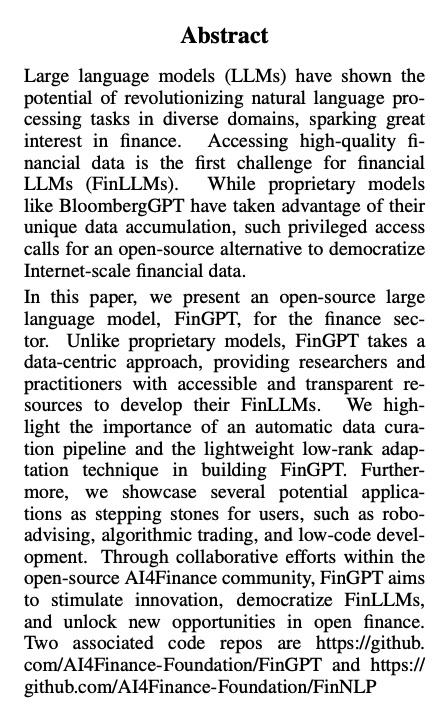 Abstract
Large language models (LLMs) have shown the
potential of revolutionizing natural language pro-
cessing tasks in diverse domains, sparking great
interest in finance. Accessing high-quality fi-
nancial data is the first challenge for financial
LLMs (FinLLMs). While proprietary models
like BloombergGPT have taken advantage of their
unique data accumulation, such privileged access
calls for an open-source alternative to democratize
Internet-scale financial data.
In this paper, we present an open-source large
language model, FinGPT, for the finance sec-
tor. Unlike proprietary models, FinGPT takes a
data-centric approach, providing researchers and
practitioners with accessible and transparent re-
sources to develop their FinLLMs. We high-
light the importance of an automatic data cura-
tion pipeline and the lightweight low-rank adap-
tation technique in building FinGPT. Further-
more, we showcase several potential applica-
tions as stepping stones for users, such as robo-
advising, algorithmic trading, and low-code devel-
opment. Through collaborative efforts within the
open-source AI4Finance community, FinGPT aims
to stimulate innovation, democratize FinLLMs,
and unlock new opportunities in open finance.
Two associated code repos are https://github.
com/AI4Finance-Foundation/FinGPT and https://
github.com/AI4Finance-Foundation/FinNLP